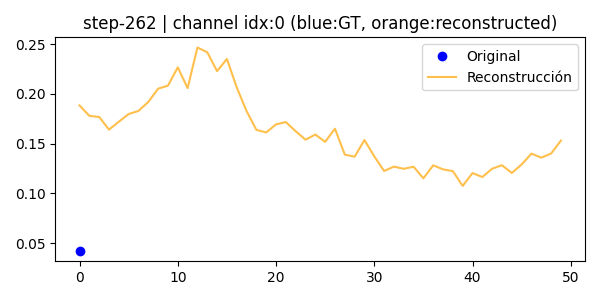 step-262 | channel idx:0 (blue:GT, orange:reconstructed)
0.25
0.20
0.15
0.10
0.05
Original
Reconstrucción
0 10 20 30 40 50